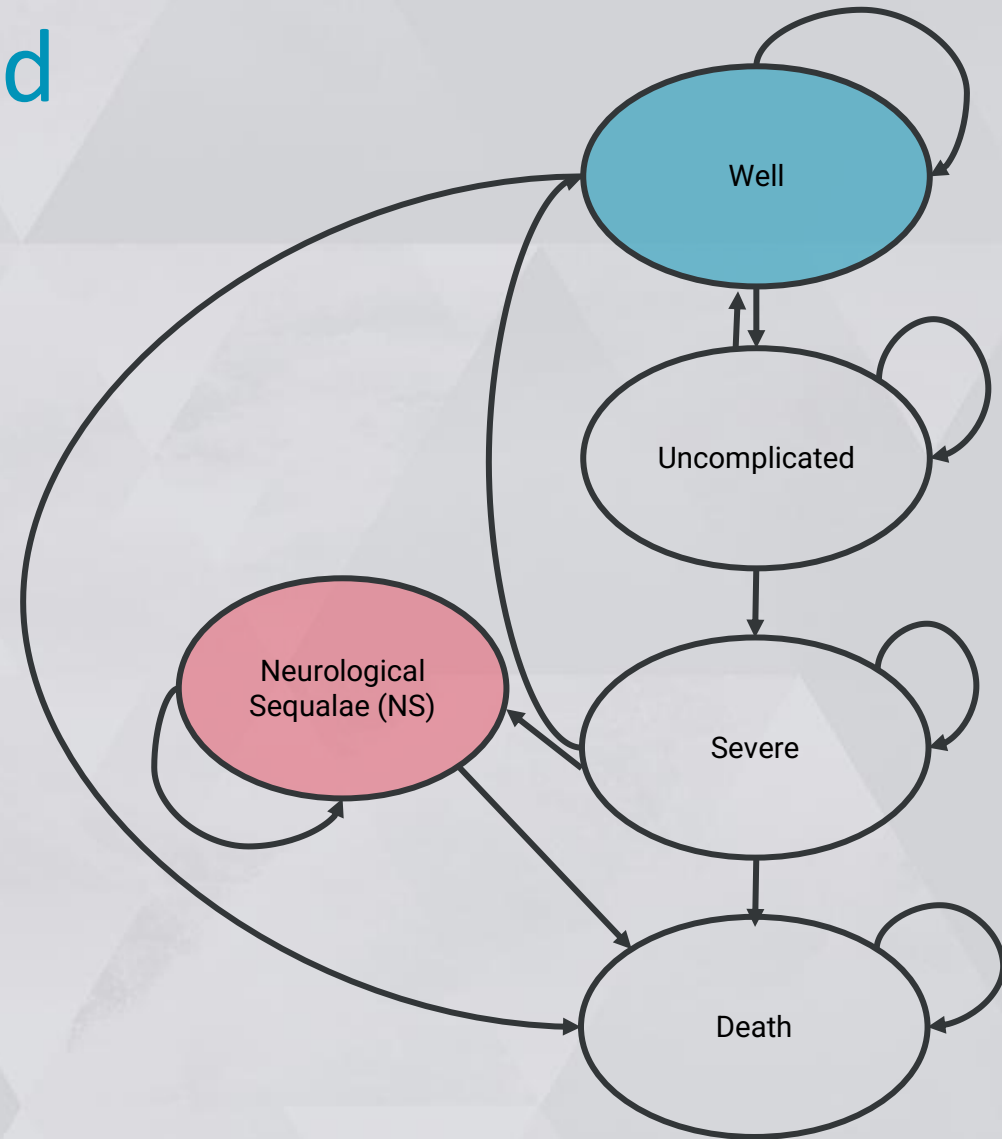 d
Well
Uncomplicated
Neurological
Sequalae (NS)
Severe
Death